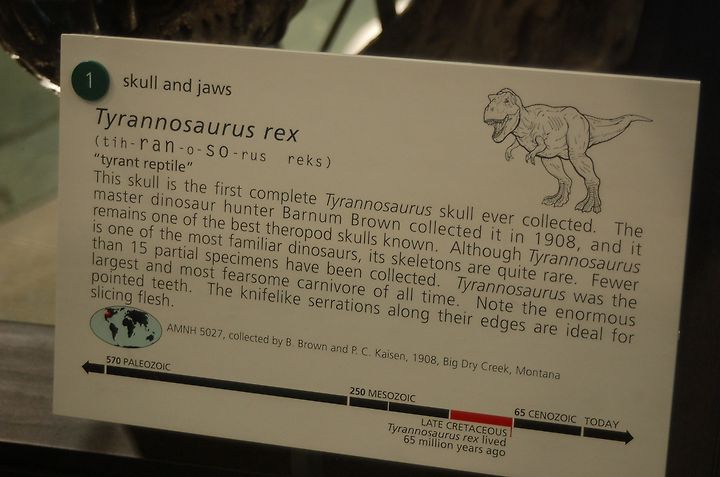 1 skull and jaws
Tyrannosaurus rex
(tih-ran-o-SO-rus reks)
"tyrant reptile"
This skull is the first complete Tyrannosaurus skull ever collected. The
master dinosaur hunter Barnum Brown collected it in 1908, and it
remains one of the best theropod skulls known. Although Tyrannosaurus
is one of the most familiar dinosaurs, its skeletons are quite rare. Fewer
than 15 partial specimens have been collected. Tyrannosaurus was the
largest and most fearsome carnivore of all time. Note the enormous
pointed teeth. The knifelike serrations along their edges are ideal for
slicing flesh.
AMNH 5027, collected by B. Brown and P. C. Kaisen, 1908, Big Dry Creek, Montana
570 PALEOZOIC
250 MESOZOIC
65 CENOZOIC
TODAY
LATE CRETACEOUS
Tyrannosaurus rex lived
65 million years ago